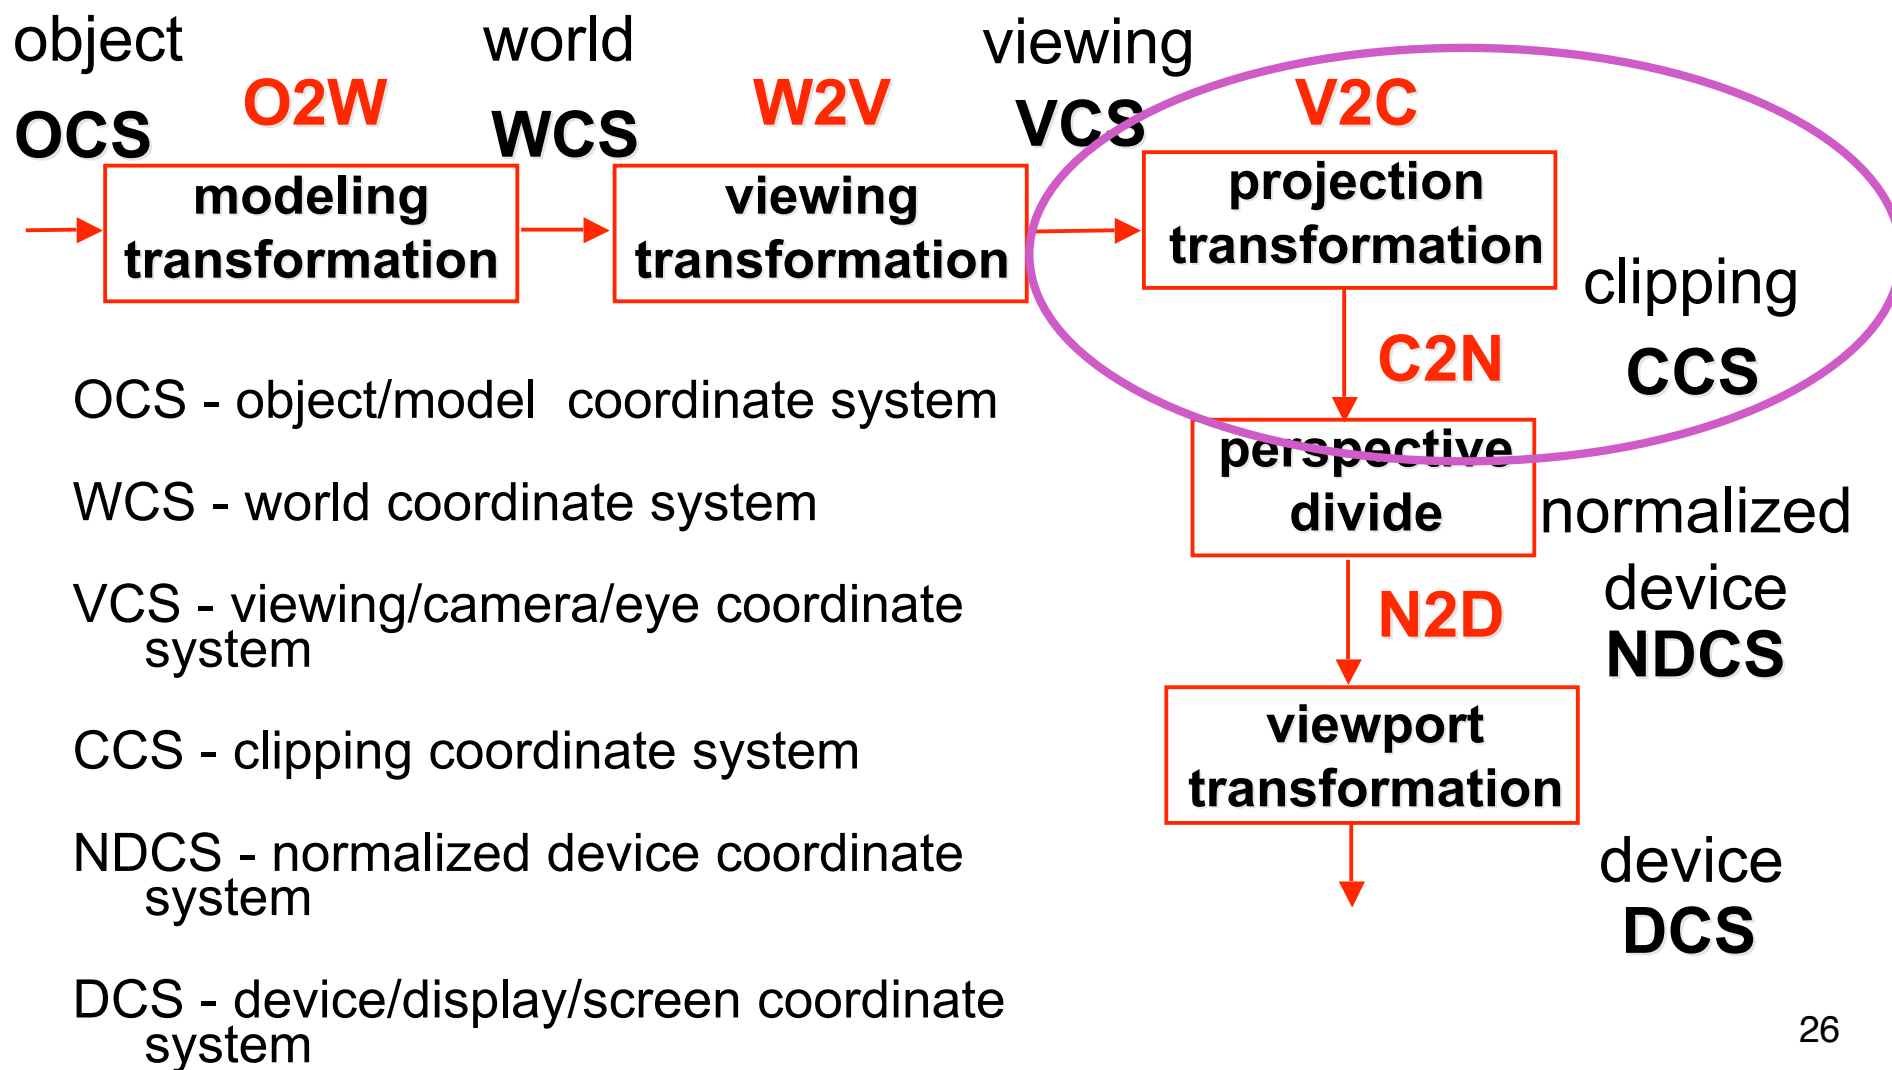 object
world
viewing
O2W
W2V
V2C
OCS
WCS
VCS
modeling
transformation
viewing
transformation
projection
transformation
clipping
CCS
C2N
perspective
divide
normalized
device
NDCS
N2D
viewport
transformation
device
DCS
OCS - object/model coordinate system
WCS - world coordinate system
VCS - viewing/camera/eye coordinate
system
CCS - clipping coordinate system
NDCS - normalized device coordinate
system
DCS - device/display/screen coordinate
system
26